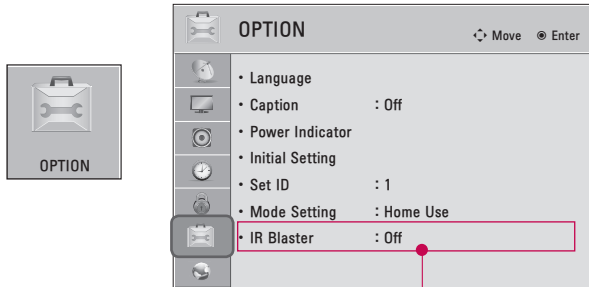 OPTION
OPTION
Move Enter
• Language
• Caption : Off
• Power Indicator
• Initial Setting
• Set ID : 1
• Mode Setting : Home Use
• IR Blaster : Off